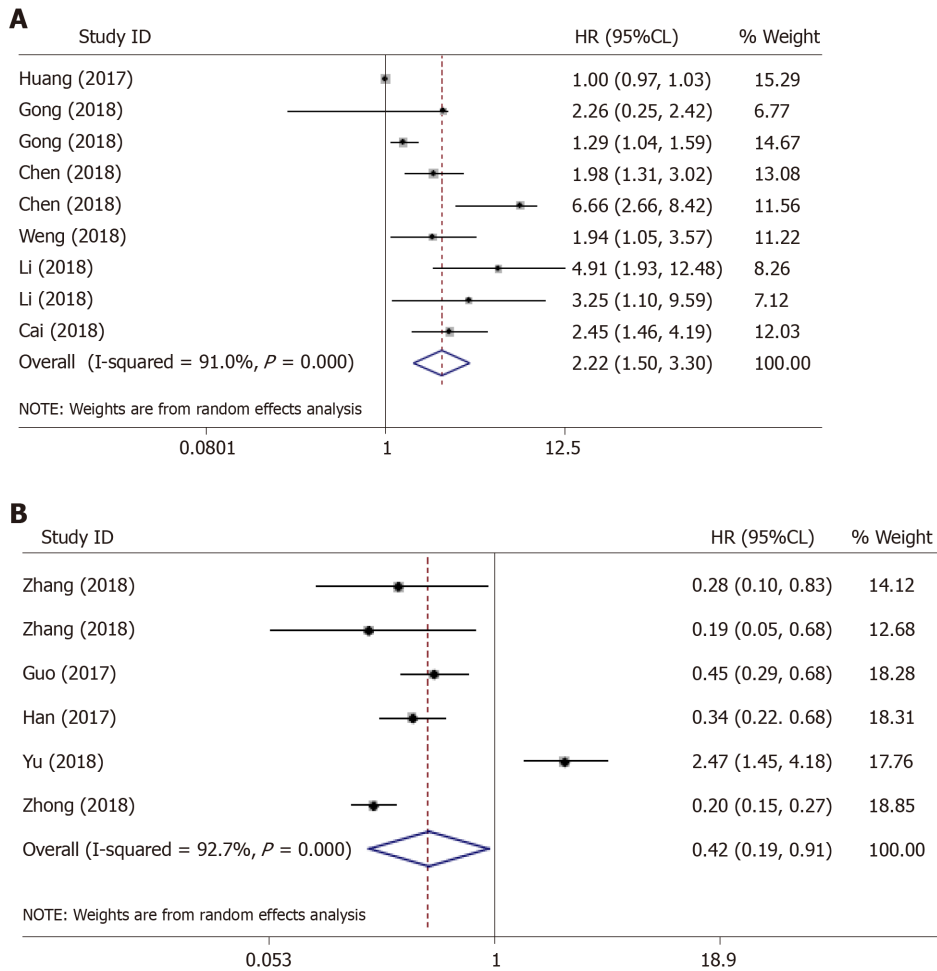 A
Study ID HR (95%CL) % Weight
Huang (2017) 1.00 (0.97, 1.03) 15.29
Gong (2018) 2.26 (0.25, 2.42) 6.77
Gong (2018) 1.29 (1.04, 1.59) 14.67
Chen (2018) 1.98 (1.31, 3.02) 13.08
Chen (2018) 6.66 (2.66, 8.42) 11.56
Weng (2018) 1.94 (1.05, 3.57) 11.22
Li (2018) 4.91 (1.93, 12.48) 8.26
Li (2018) 3.25 (1.10, 9.59) 7.12
Cai (2018) 2.45 (1.46, 4.19) 12.03
Overall (I-squared = 91.0%, P = 0.000) 2.22 (1.50, 3.30) 100.00
NOTE: Weights are from random effects analysis
0.0801 1 12.5
B
Study ID HR (95%CL) % Weight
Zhang (2018) 0.28 (0.10, 0.83) 14.12
Zhang (2018) 0.19 (0.05, 0.68) 12.68
Guo (2017) 0.45 (0.29, 0.68) 18.28
Han (2017) 0.34 (0.22. 0.68) 18.31
Yu (2018) 2.47 (1.45, 4.18) 17.76
Zhong (2018) 0.20 (0.15, 0.27) 18.85
Overall (I-squared = 92.7%, P = 0.000) 0.42 (0.19, 0.91) 100.00
NOTE: Weights are from random effects analysis
0.053 1 18.9